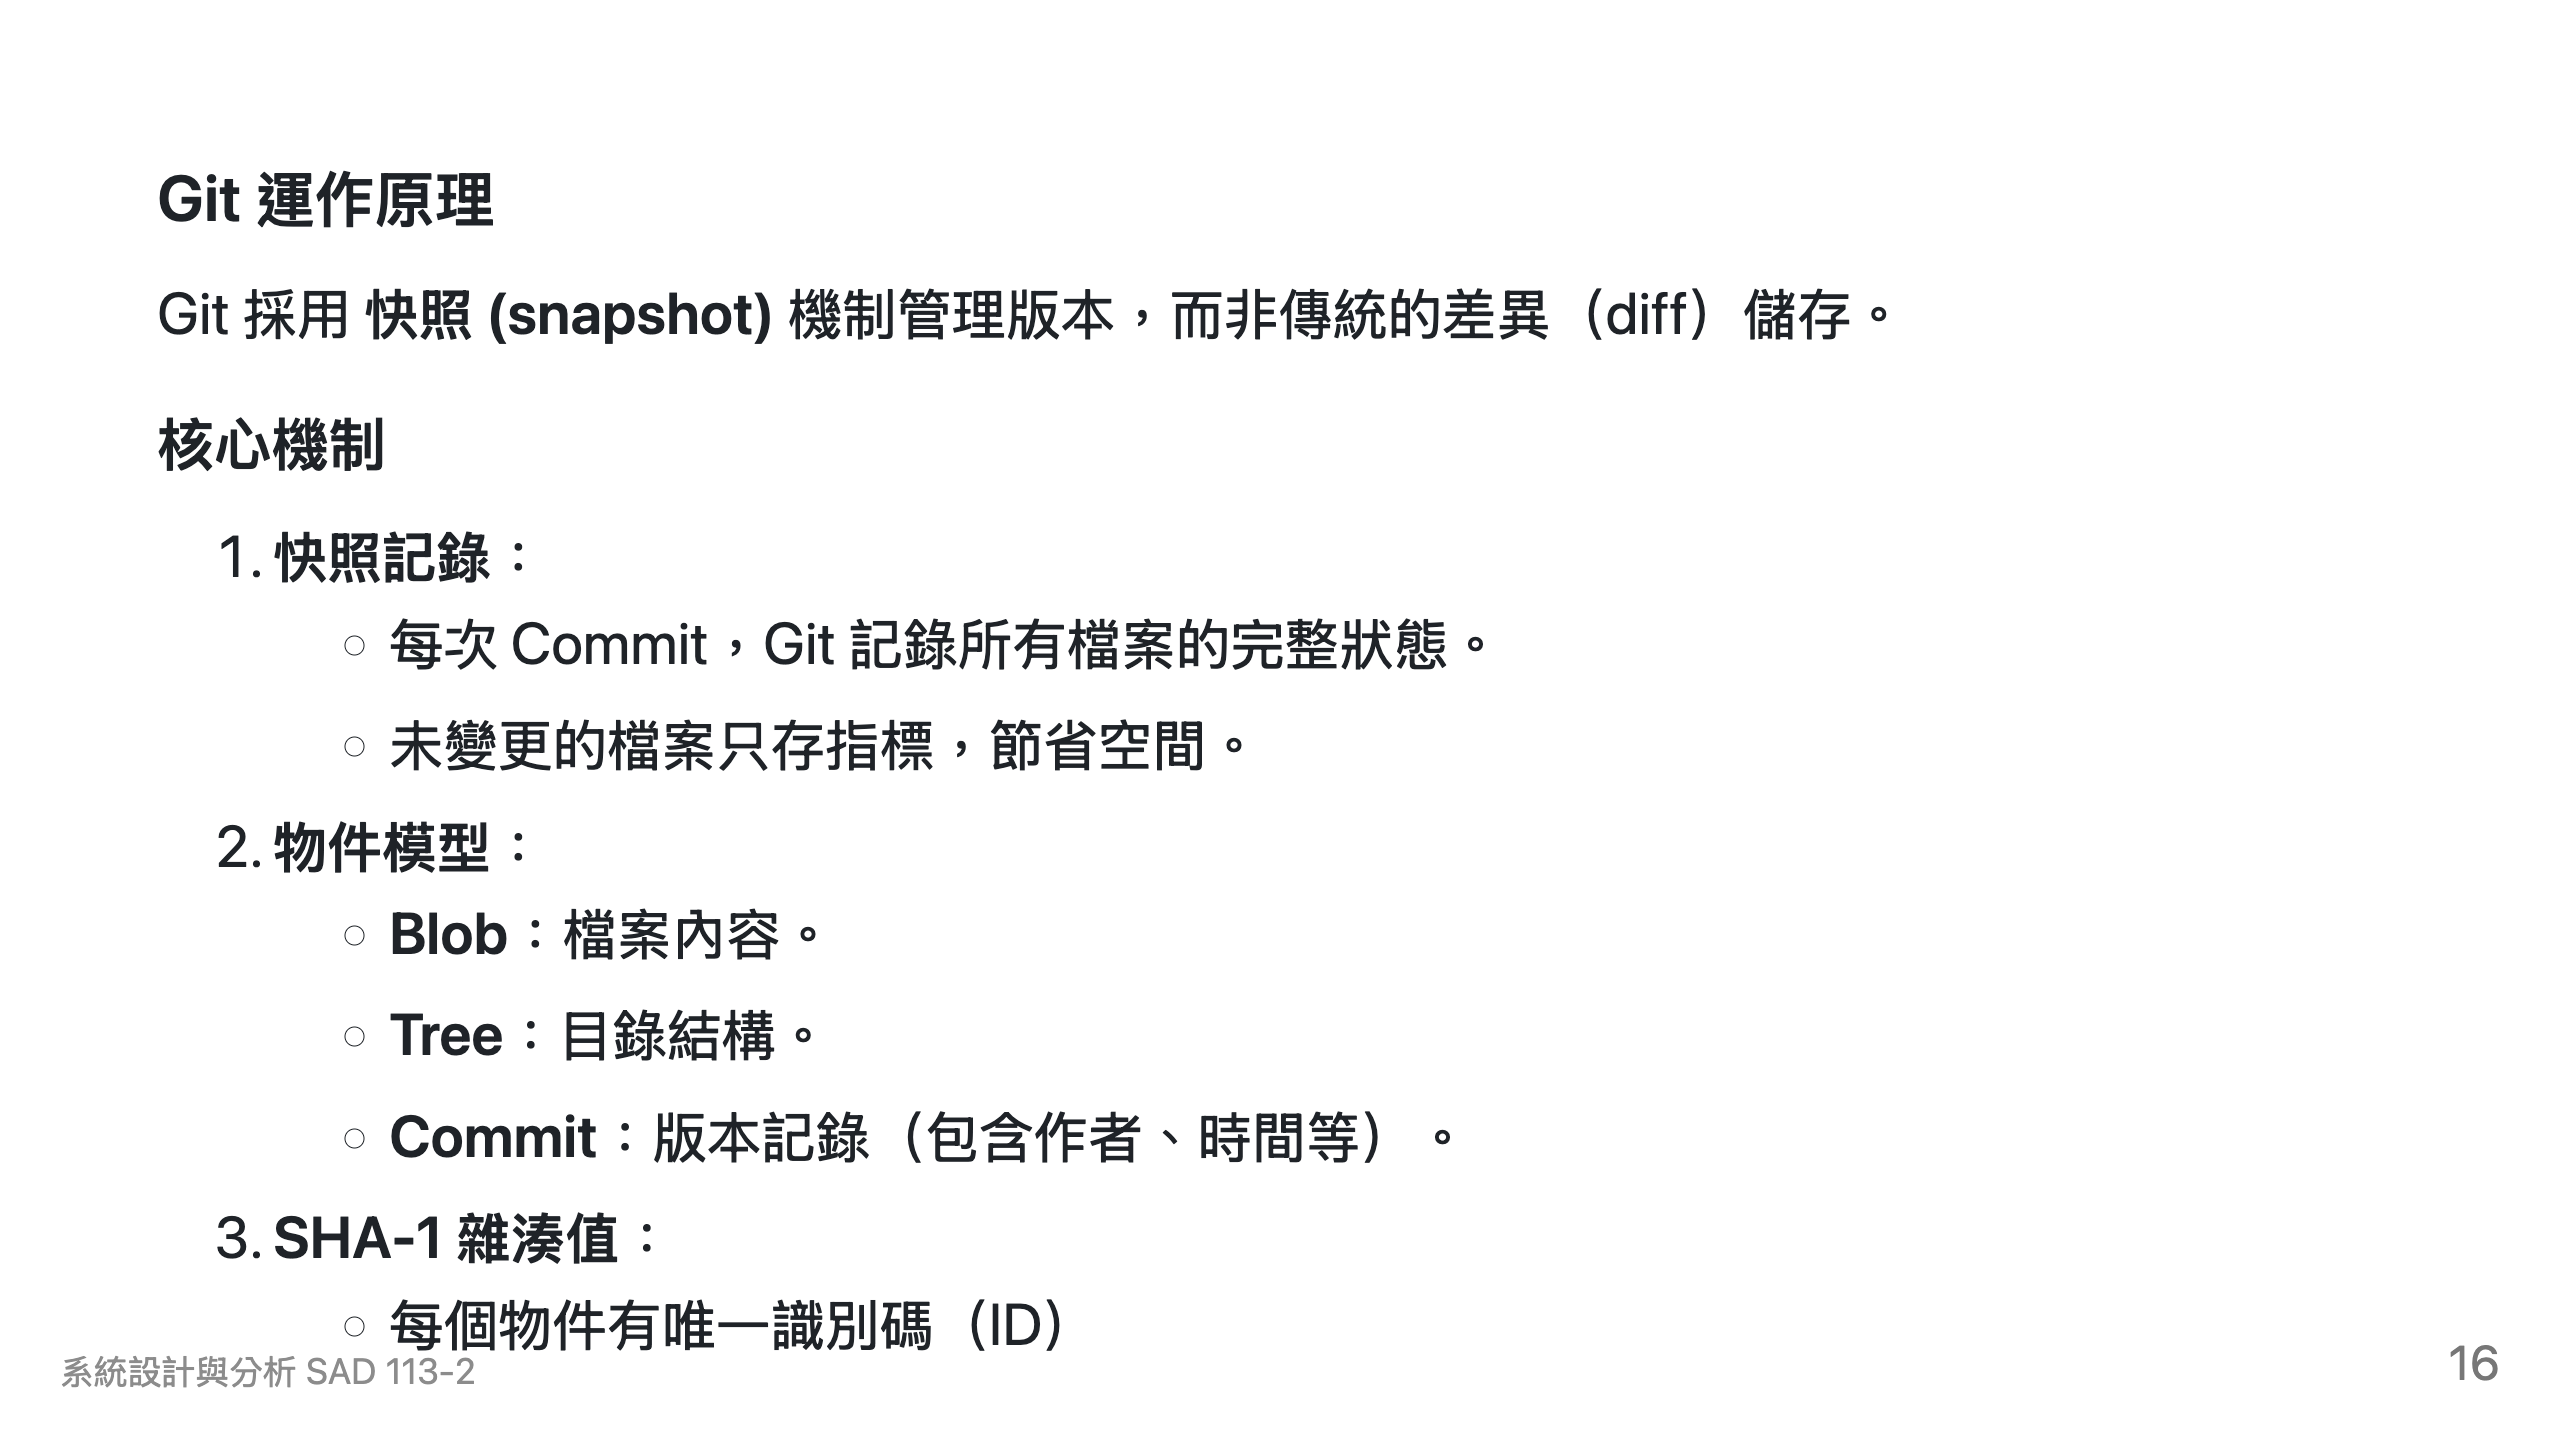 Git 運作原理
Git 採用 快照 (snapshot) 機制管理版本，而非傳統的差異（diff）儲存。
核心機制
1. 快照記錄：
○ 每次 Commit，Git 記錄所有檔案的完整狀態。
○ 未變更的檔案只存指標，節省空間。
2. 物件模型：
○ Blob：檔案內容。
○ Tree：目錄結構。
○ Commit：版本記錄（包含作者、時間等）。
3. SHA-1 雜湊值：
○ 每個物件有唯一識別碼（ID）
系統設計與分析 SAD 113-2
16